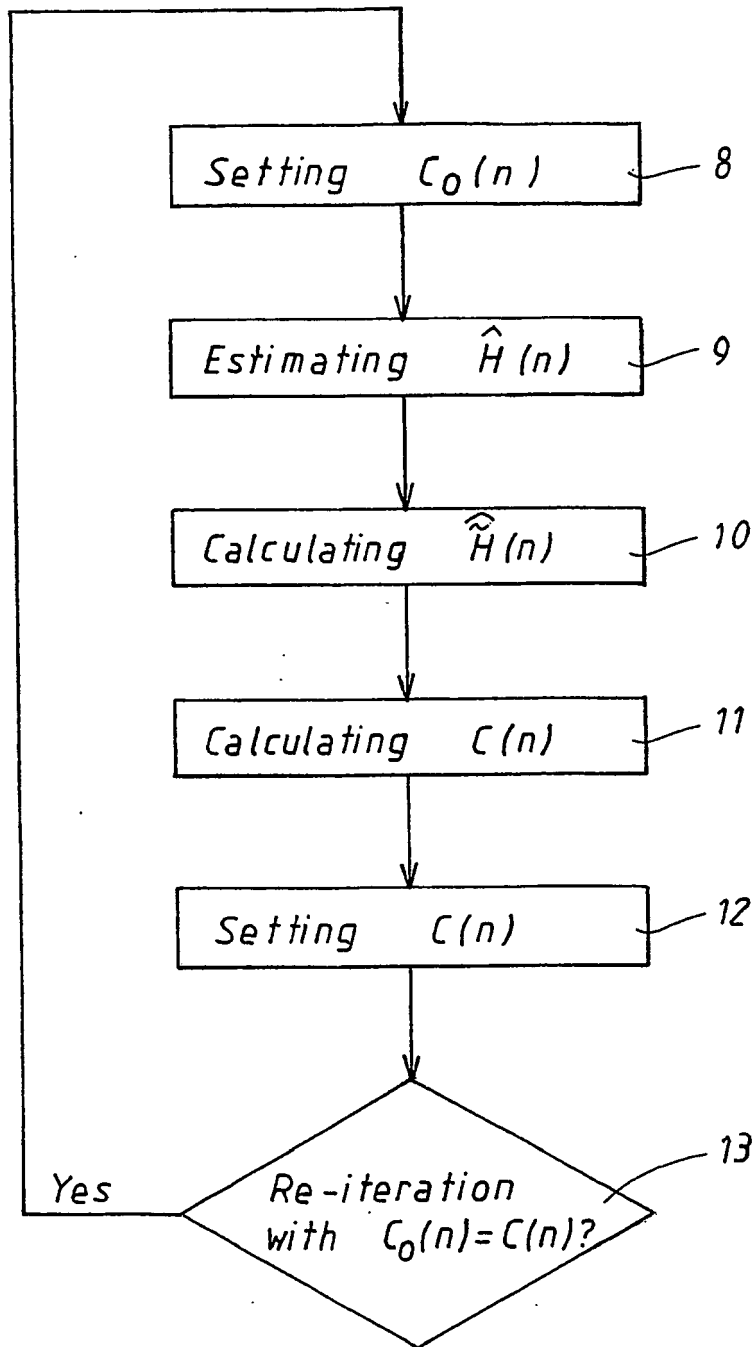 Setting C₀(n) 8
Estimating Ĥ(n) 9
Calculating H̃̂̂(n) 10
Calculating C(n) 11
Setting C(n) 12
13
Yes
Re-iteration
with C₀(n)=C(n)?